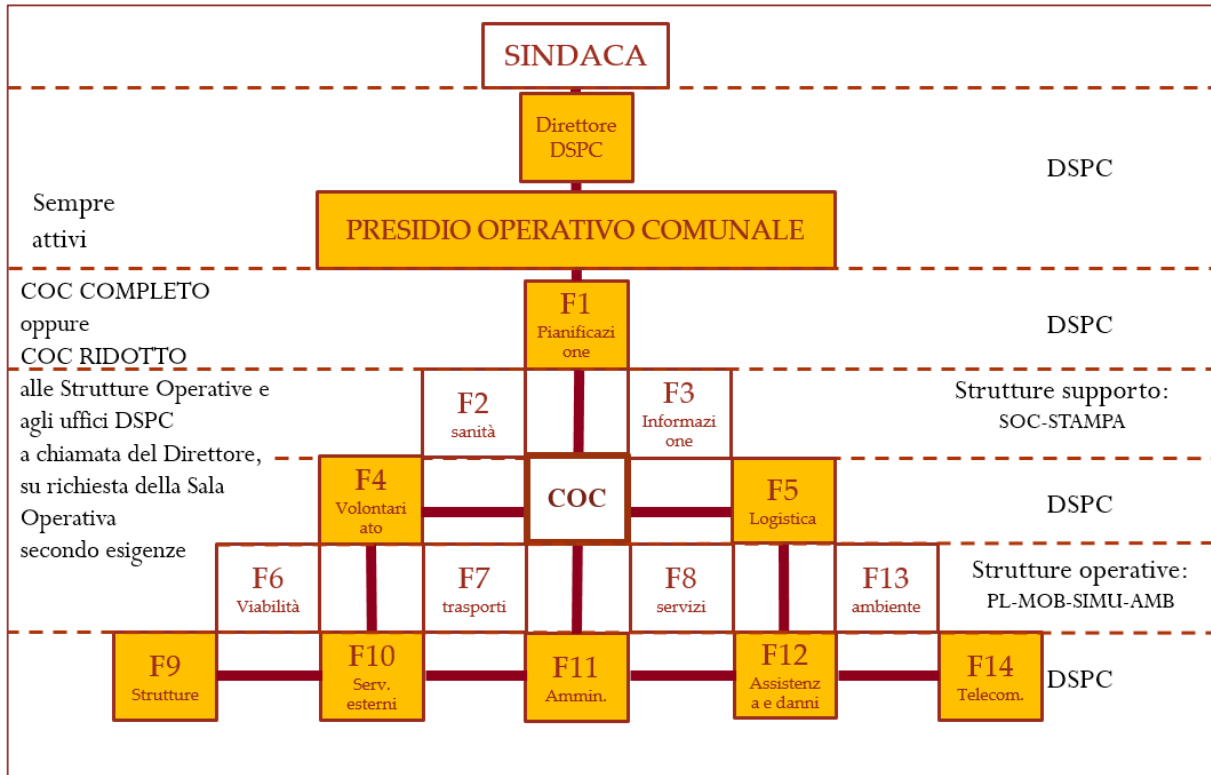 SINDACA
Direttore
DSPC
DSPC
Sempre
attivi
PRESIDIO OPERATIVO COMUNALE
COC COMPLETO
oppure
COC RIDOTTO
F1
Pianificazi
one
DSPC
alle Strutture Operative e
agli uffici DSPC
a chiamata del Direttore,
su richiesta della Sala
Operativa
secondo esigenze
F2
sanità
F3
Informazi
one
Strutture supporto:
SOC-STAMPA
F4
Volontari
ato
COC
F5
Logistica
DSPC
F6
Viabilità
F7
trasporti
F8
servizi
F13
ambiente
Strutture operative:
PL-MOB-SIMU-AMB
F9
Strutture
F10
Serv.
esterni
F11
Ammin.
F12
Assistenz
a e danni
F14
Telecom.
DSPC